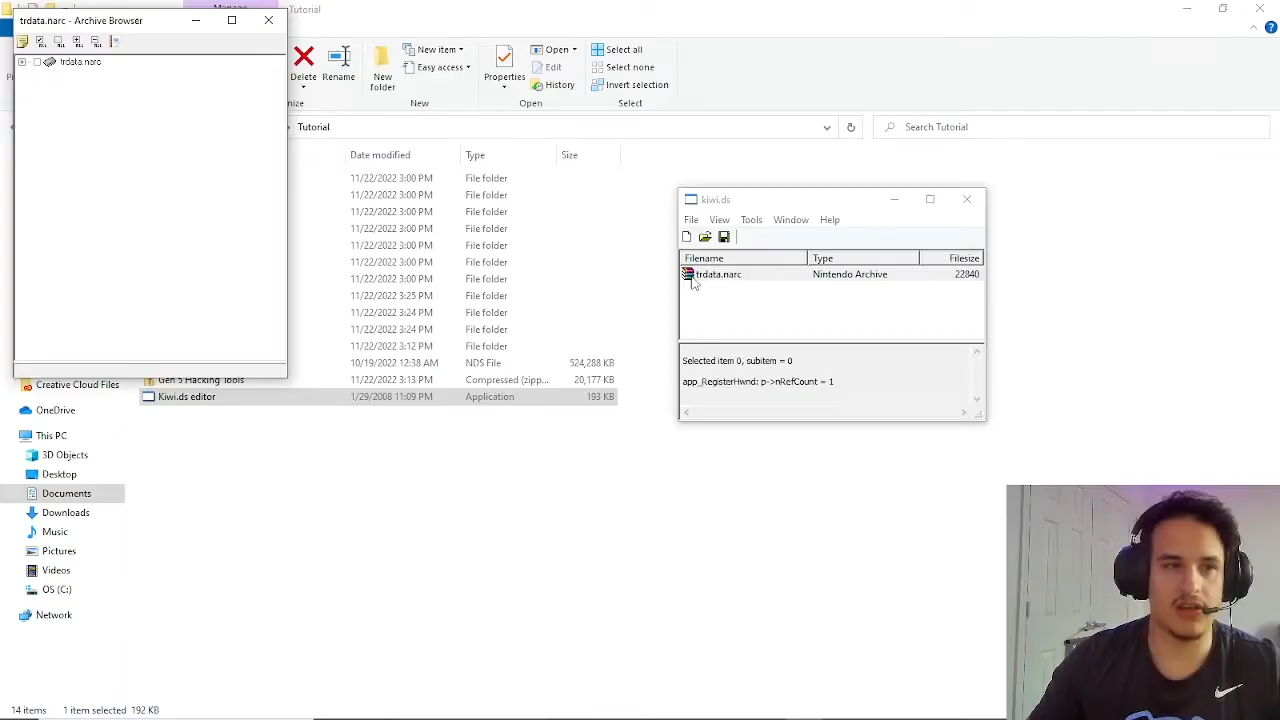 trdata.narc - Archive Browser
Manage
Tutorial
trdata.narc
Delete
Rename
New
folder
New item
Easy access
Properties
Open
Edit
History
Select all
Select none
Invert selection
nize
New
Open
Select
Tutorial
Search Tutorial
Date modified
Type
Size
11/22/2022 3:00 PM File folder
11/22/2022 3:00 PM File folder
11/22/2022 3:00 PM File folder
11/22/2022 3:00 PM File folder
11/22/2022 3:00 PM File folder
11/22/2022 3:00 PM File folder
11/22/2022 3:00 PM File folder
11/22/2022 3:25 PM File folder
11/22/2022 3:24 PM File folder
11/22/2022 3:24 PM File folder
11/22/2022 3:12 PM File folder
10/19/2022 12:38 AM NDS File 524,288 KB
Gen 5 Hacking Tools 11/22/2022 3:13 PM Compressed (zipp... 20,177 KB
Kiwi.ds editor 1/29/2008 11:09 PM Application 193 KB
Creative Cloud Files
OneDrive
This PC
3D Objects
Desktop
Documents
Downloads
Music
Pictures
Videos
OS (C:)
Network
14 items 1 item selected 192 KB
kiwi.ds
File View Tools Window Help
Filename Type Filesize
trdata.narc Nintendo Archive 22840
Selected item 0, subitem = 0
app_RegisterHwnd: p->nRefCount = 1